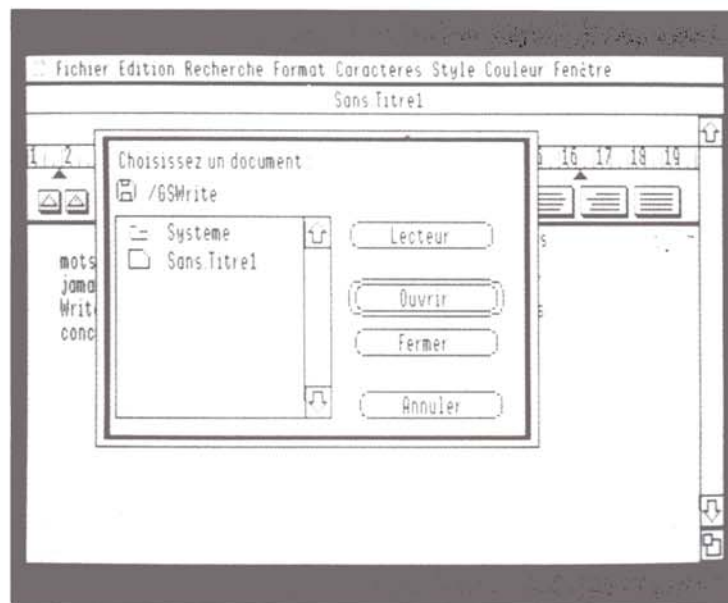 Fichier Edition Recherche Format Caracteres Style Couleur Fenêtre
Sans.Titre1
1 2 16 17 18 19
Choisissez un document:
/GSWrite
Systeme
Sans.Titre1
Lecteur
Ouvrir
Fermer
Annuler
mots
jama
Writ
conc